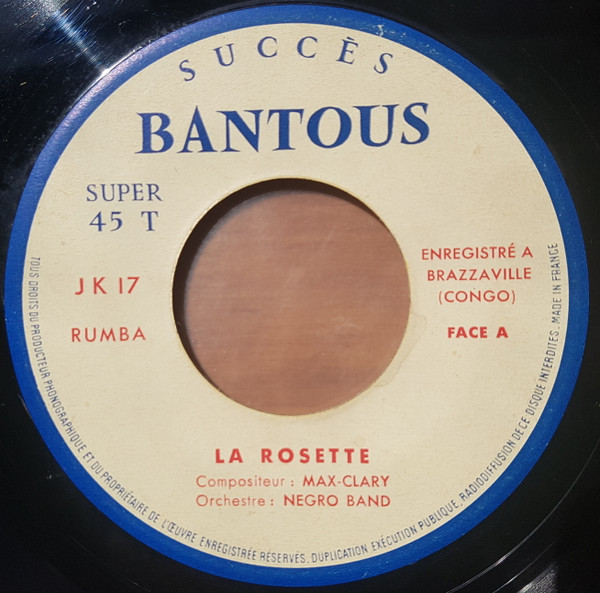 SUCCÈS
BANTOUS
SUPER
45 T
JK 17
RUMBA
ENREGISTRÉ A
BRAZZAVILLE
(CONGO)
FACE A
LA ROSETTE
Compositeur : MAX-CLARY
Orchestre : NEGRO BAND
TOUS DROITS DU PRODUCTEUR PHONOGRAPHIQUE ET DU PROPRIÉTAIRE DE L'ŒUVRE ENREGISTRÉE RÉSERVÉS. DUPLICATION EXÉCUTION PUBLIQUE, RADIODIFFUSION DE CE DISQUE INTERDITES. MADE IN FRANCE